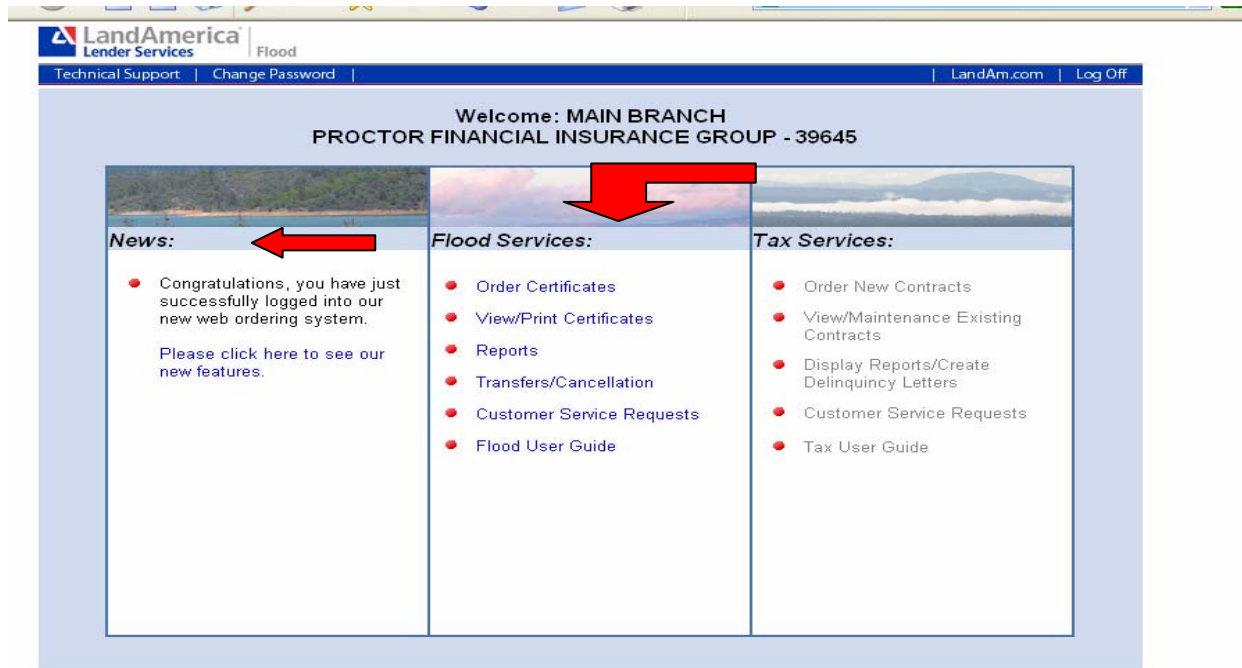 LandAmerica
Lender Services
Flood
Technical Support | Change Password |
| LandAm.com | Log Off
Welcome: MAIN BRANCH
PROCTOR FINANCIAL INSURANCE GROUP - 39645
News:
Congratulations, you have just
successfully logged into our
new web ordering system.
Please click here to see our
new features.
Flood Services:
Order Certificates
View/Print Certificates
Reports
Transfers/Cancellation
Customer Service Requests
Flood User Guide
Tax Services:
Order New Contracts
View/Maintenance Existing
Contracts
Display Reports/Create
Delinquency Letters
Customer Service Requests
Tax User Guide